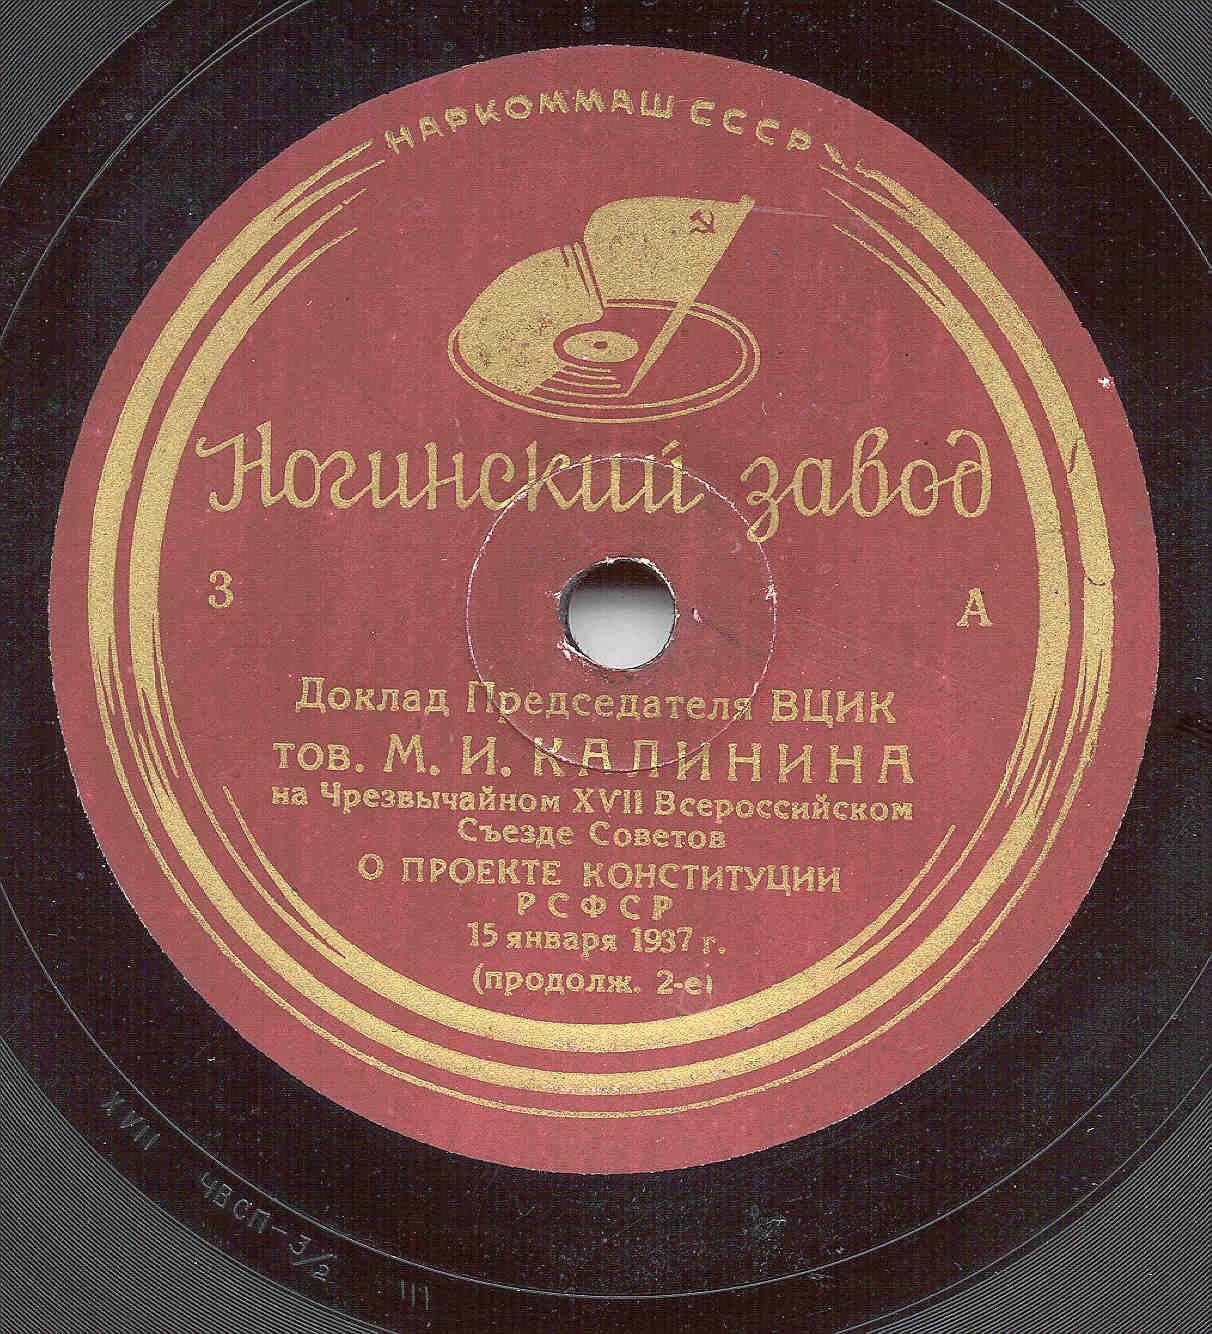 НАРКОММАШ СССР
Ногинский завод
3 А
Доклад Председателя ВЦИК
тов. М. И. КАЛИНИНА
на Чрезвычайном XVII Всероссийском
Съезде Советов
О ПРОЕКТЕ КОНСТИТУЦИИ
РСФСР
15 января 1937 г.
(продолж. 2-е)
XVII ЧВСП-3/2 III